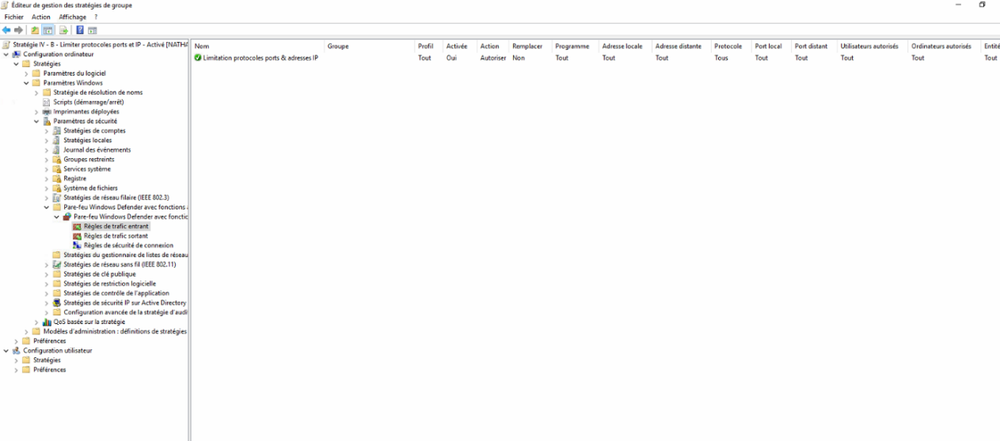 Éditeur de gestion des stratégies de groupe
Fichier Action Affichage ?
Stratégie IV - B - Limiter protocoles ports et IP - Activé [NATHA
Configuration ordinateur
Stratégies
Paramètres du logiciel
Paramètres Windows
Stratégie de résolution de noms
Scripts (démarrage/arrêt)
Imprimantes déployées
Paramètres de sécurité
Stratégies de comptes
Stratégies locales
Journal des événements
Groupes restreints
Services système
Registre
Système de fichiers
Stratégies de réseau filaire (IEEE 802.3)
Pare-feu Windows Defender avec fonctions a
Pare-feu Windows Defender avec fonctic
Règles de trafic entrant
Règles de trafic sortant
Règles de sécurité de connexion
Stratégies du gestionnaire de listes de réseau
Stratégies de réseau sans fil (IEEE 802.11)
Stratégies de clé publique
Stratégies de restriction logicielle
Stratégies de contrôle de l'application
Stratégies de sécurité IP sur Active Directory
Configuration avancée de la stratégie d'audi
QoS basée sur la stratégie
Modèles d'administration : définitions de stratégies
Préférences
Configuration utilisateur
Stratégies
Préférences
Nom Groupe Profil Activée Action Remplacer Programme Adresse locale Adresse distante Protocole Port local Port distant Utilisateurs autorisés Ordinateurs autorisés Entité
Limitation protocoles ports & adresses IP Tout Oui Autoriser Non Tout Tout Tout Tous Tout Tout Tout Tout Tout